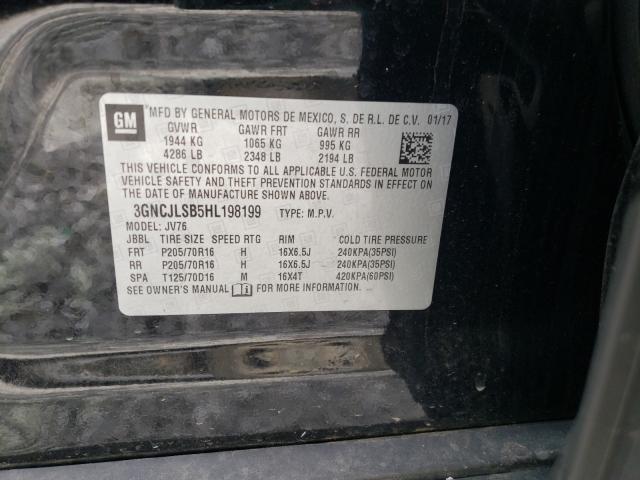 GM
MFD BY GENERAL MOTORS DE MEXICO, S. DE R.L. DE C.V. 01/17
GVWR GAWR FRT GAWR RR
1944 KG 1065 KG 995 KG
4286 LB 2348 LB 2194 LB
THIS VEHICLE CONFORMS TO ALL APPLICABLE U.S. FEDERAL MOTOR
VEHICLE SAFETY AND THEFT PREVENTION STANDARDS IN EFFECT ON
THE DATE OF MANUFACTURE SHOWN ABOVE.
3GNCJLSB5HL198199 TYPE: M.P.V.
MODEL: JV76
JBBL TIRE SIZE SPEED RTG RIM COLD TIRE PRESSURE
FRT P205/70R16 H 16X6.5J 240KPA(35PSI)
RR P205/70R16 H 16X6.5J 240KPA(35PSI)
SPA T125/70D16 M 16X4T 420KPA(60PSI)
SEE OWNER'S MANUAL FOR MORE INFORMATION.